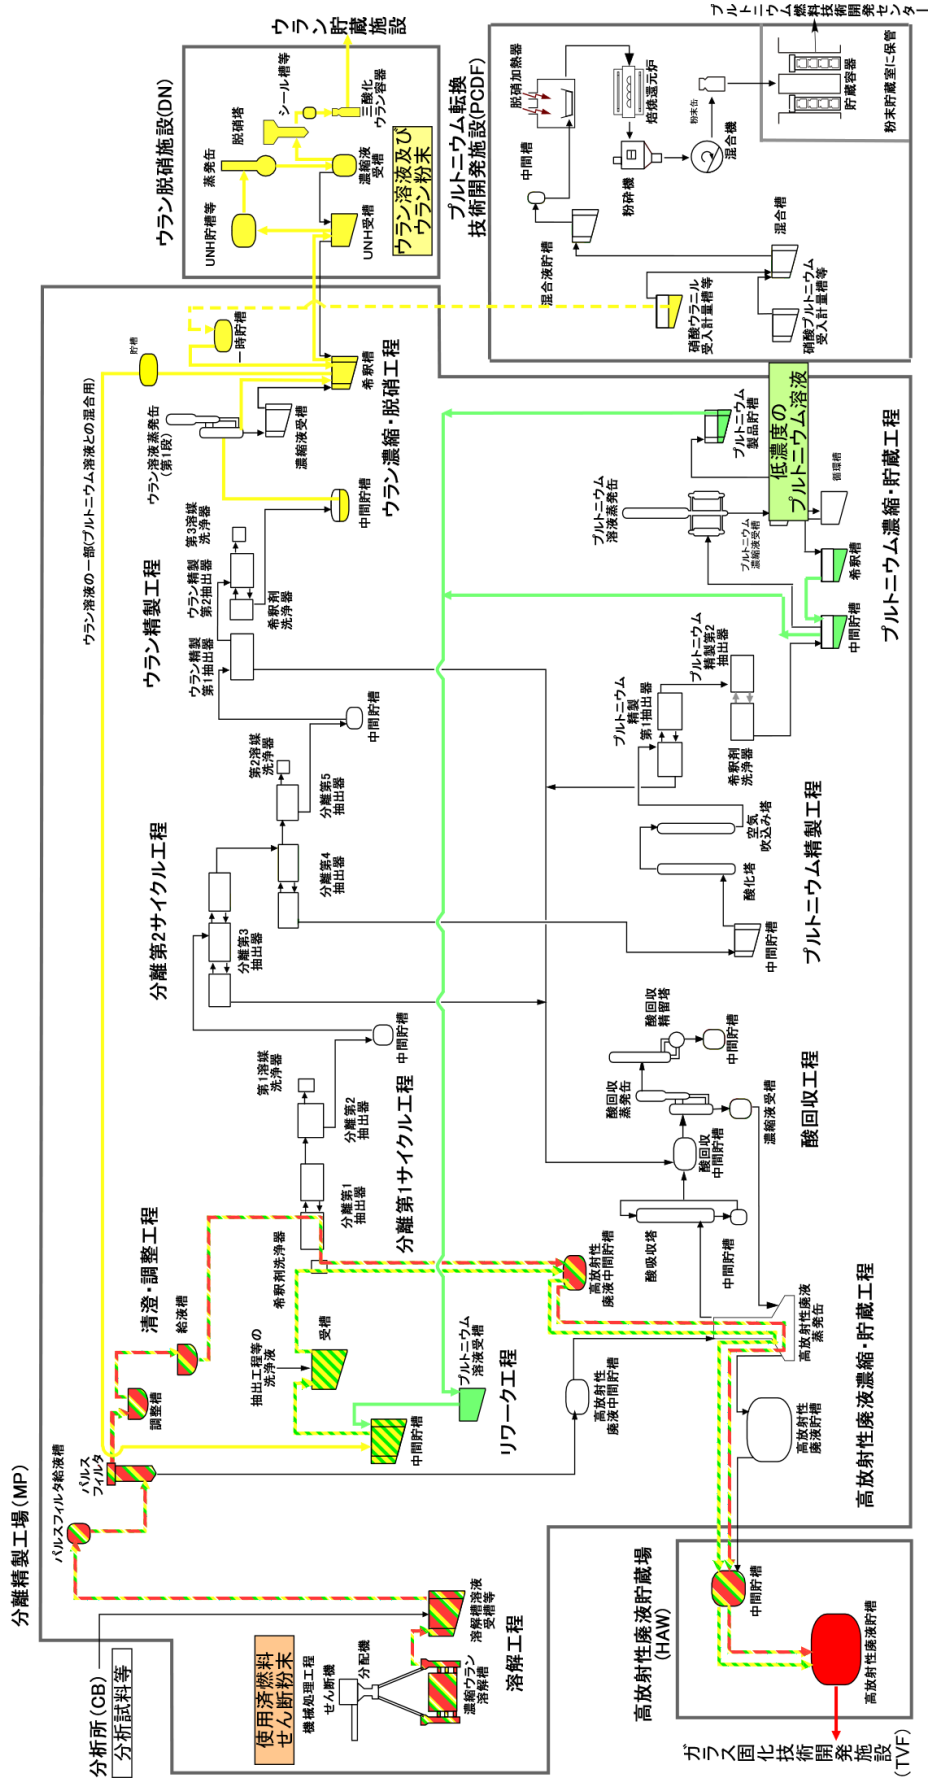 分離精製工場(MP)
分析所(CB)
分析試料等
使用済燃料
せん断粉末
機械処理工程
せん断機
分配機
濃縮ウラン
溶解槽
溶解槽溶液
受槽等
溶解工程
パルスフィルタ給液槽
パルス
フィルタ
調整槽
給液槽
清澄・調整工程
抽出工程等の
洗浄液
受槽
中間貯槽
プルトニウム
溶液受槽
リワーク工程
希釈剤洗浄器
分離第1
抽出器
分離第2
抽出器
第1溶媒
洗浄器
中間貯槽
分離第1サイクル工程
分離第2サイクル工程
分離第3
抽出器
分離第4
抽出器
分離第5
抽出器
第2溶媒
洗浄器
中間貯槽
ウラン精製工程
ウラン精製
第1抽出器
ウラン精製
第2抽出器
第3溶媒
洗浄器
希釈剤
洗浄器
ウラン溶液の一部(プルトニウム溶液との混合用)
貯槽
一時貯槽
ウラン溶液蒸発缶
(第1段)
濃縮液受槽
中間貯槽
希釈槽
ウラン濃縮・脱硝工程
ウラン貯蔵施設
ウラン脱硝施設(DN)
UNH貯槽等
蒸発缶
脱硝塔
シール槽等
三酸化
ウラン容器
濃縮液
受槽
UNH受槽
ウラン溶液及び
ウラン粉末
プルトニウム転換
技術開発施設(PCDF)
プルトニウム燃料技術開発センター
脱硝加熱器
中間槽
混合液貯槽
焙焼還元炉
粉砕機
粉末缶
混合機
貯蔵容器
粉末貯蔵室に保管
混合槽
硝酸ウラニル
受入計量槽等
硝酸プルトニウム
受入計量槽等
低濃度の
プルトニウム溶液
プルトニウム
製品貯槽
プルトニウム
溶液蒸発缶
プルトニウム
濃縮液受槽
循環槽
希釈槽
中間貯槽
プルトニウム濃縮・貯蔵工程
プルトニウム
精製
第1抽出器
プルトニウム
精製第2
抽出器
希釈剤
洗浄器
空気
吹込み塔
酸化塔
中間貯槽
プルトニウム精製工程
酸回収
精留塔
中間貯槽
酸回収
蒸発缶
濃縮液受槽
酸回収
中間貯槽
酸吸収塔
中間貯槽
酸回収工程
高放射性
廃液中間貯槽
高放射性廃液
蒸発缶
高放射性
廃液中間貯槽
高放射性
廃液貯槽
高放射性廃液濃縮・貯蔵工程
高放射性廃液貯蔵場
(HAW)
中間貯槽
高放射性廃液貯槽
ガラス固化技術開発施設
(TVF)